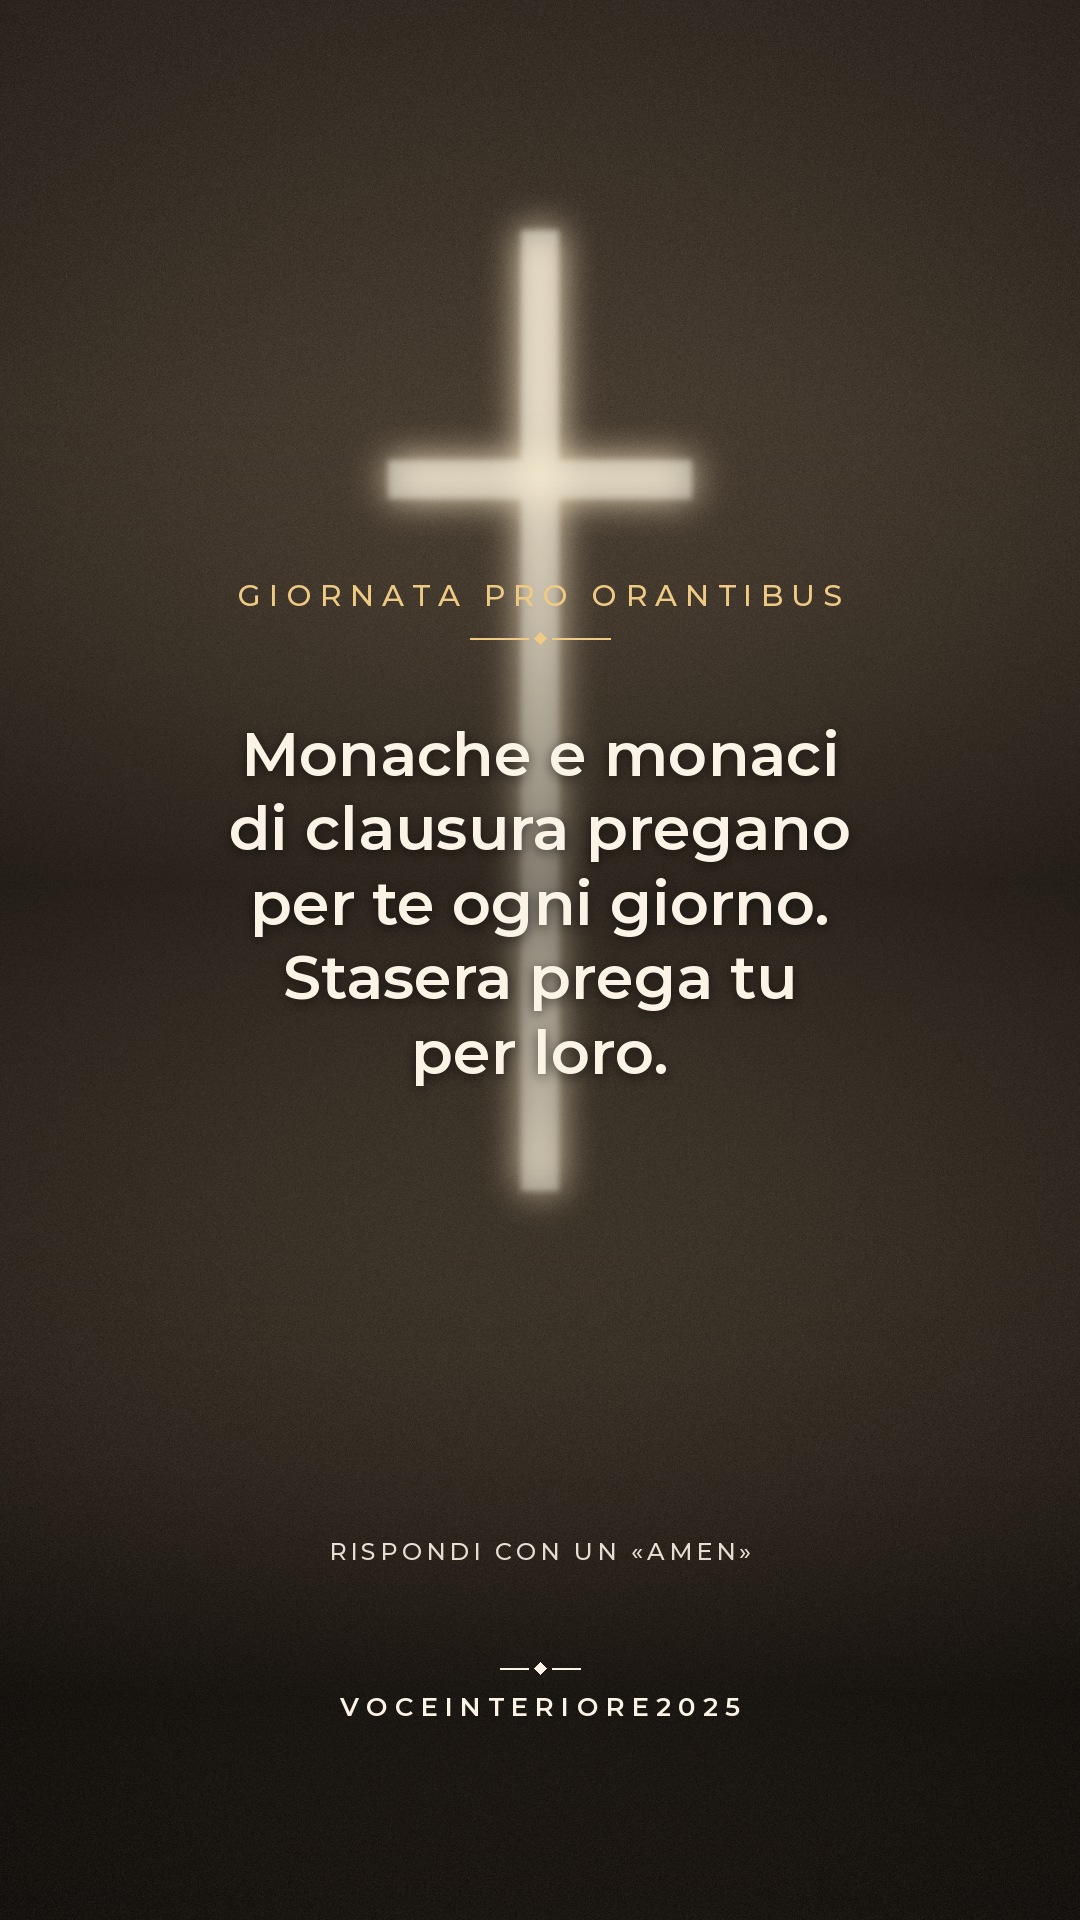 GIORNATA PRO ORANTIBUS
Monache e monaci
di clausura pregano
per te ogni giorno.
Stasera prega tu
per loro.
RISPONDI CON UN «AMEN»
VOCEINTERIORE2025